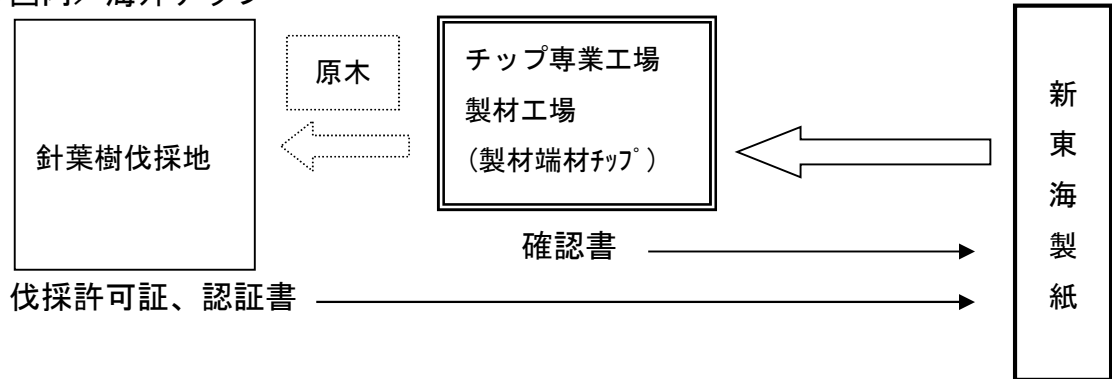 原木
チップ専業工場
製材工場
(製材端材ﾁｯﾌﾟ)
針葉樹伐採地
新東海製紙
確認書
伐採許可証、認証書